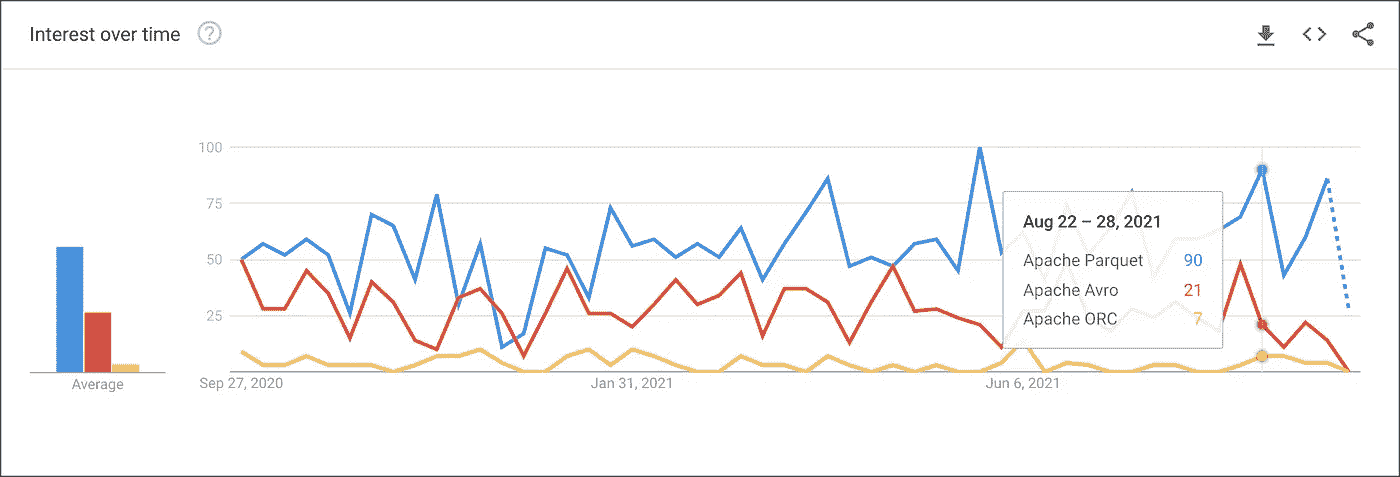 Interest over time ?
100
75
50
25
Average
Sep 27, 2020
Jan 31, 2021
Jun 6, 2021
Aug 22 – 28, 2021
Apache Parquet 90
Apache Avro 21
Apache ORC 7